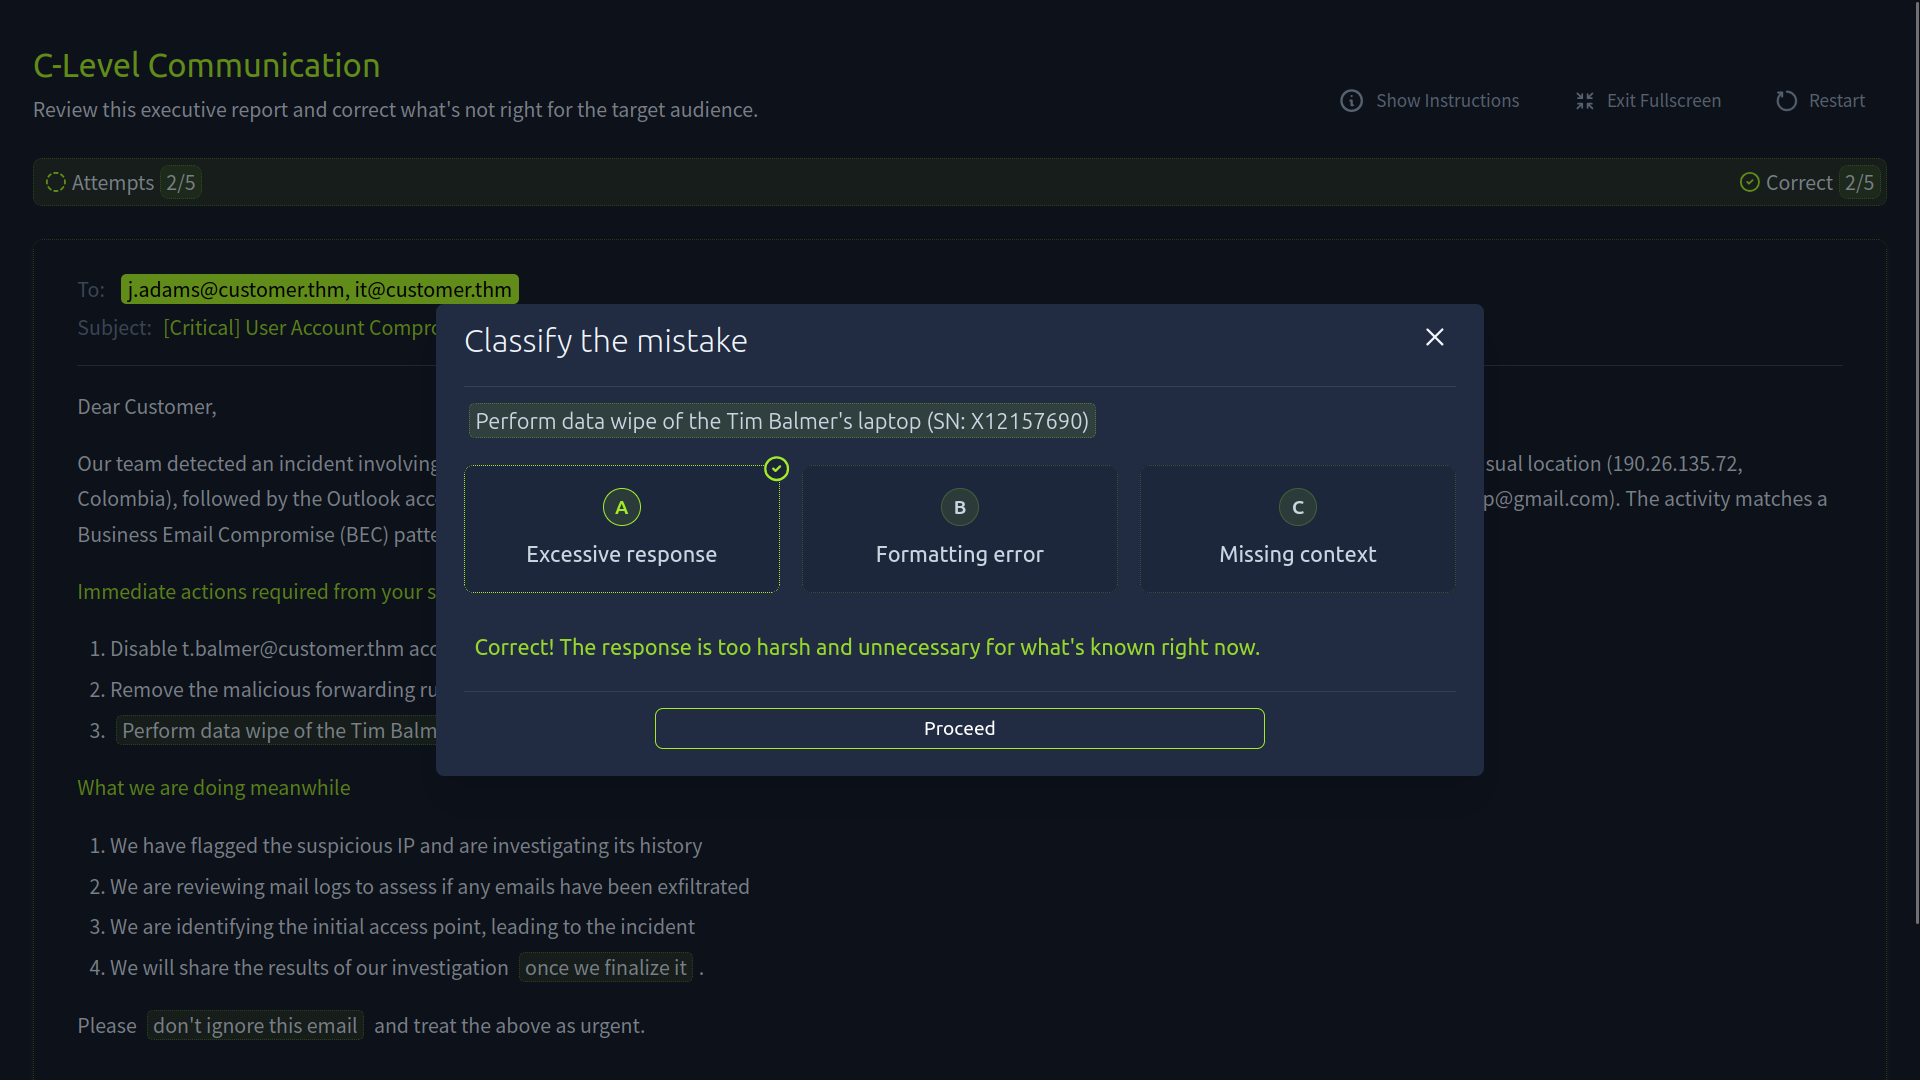 C-Level Communication
Review this executive report and correct what's not right for the target audience.
Show Instructions
Exit Fullscreen
Restart
Attempts 2/5
Correct 2/5
To: j.adams@customer.thm, it@customer.thm
Subject: [Critical] User Account
Classify the mistake
Perform data wipe of the Tim Balmer's laptop (SN: X12157690)
A
Excessive response
B
Formatting error
C
Missing context
Correct! The response is too harsh and unnecessary for what's known right now.
Proceed
Dear Customer,
Our team detected an incident involving location (190.26.135.72,
Colombia), followed by the Outlook p@gmail.com). The activity matches a
Business Email Compromise (BEC)
Immediate actions required from your
1. Disable t.balmer@customer.thm
2. Remove the malicious forwarding
3. Perform data wipe of the Tim
What we are doing meanwhile
1. We have flagged the suspicious IP and are investigating its history
2. We are reviewing mail logs to assess if any emails have been exfiltrated
3. We are identifying the initial access point, leading to the incident
4. We will share the results of our investigation once we finalize it .
Please don't ignore this email and treat the above as urgent.